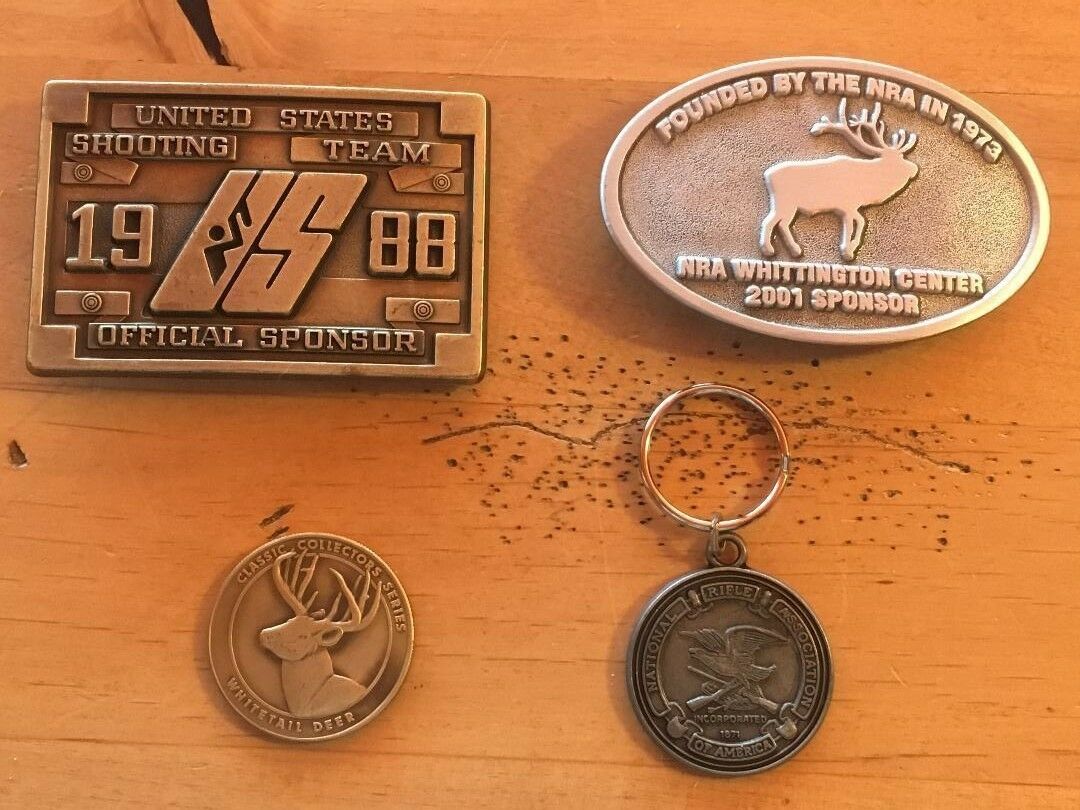 UNITED STATES
SHOOTING TEAM
19 US 88
OFFICIAL SPONSOR
FOUNDED BY THE NRA IN 1973
NRA WHITTINGTON CENTER
2001 SPONSOR
CLASSIC COLLECTORS SERIES
WHITETAIL DEER
NATIONAL RIFLE ASSOCIATION
INCORPORATED
1871
OF AMERICA